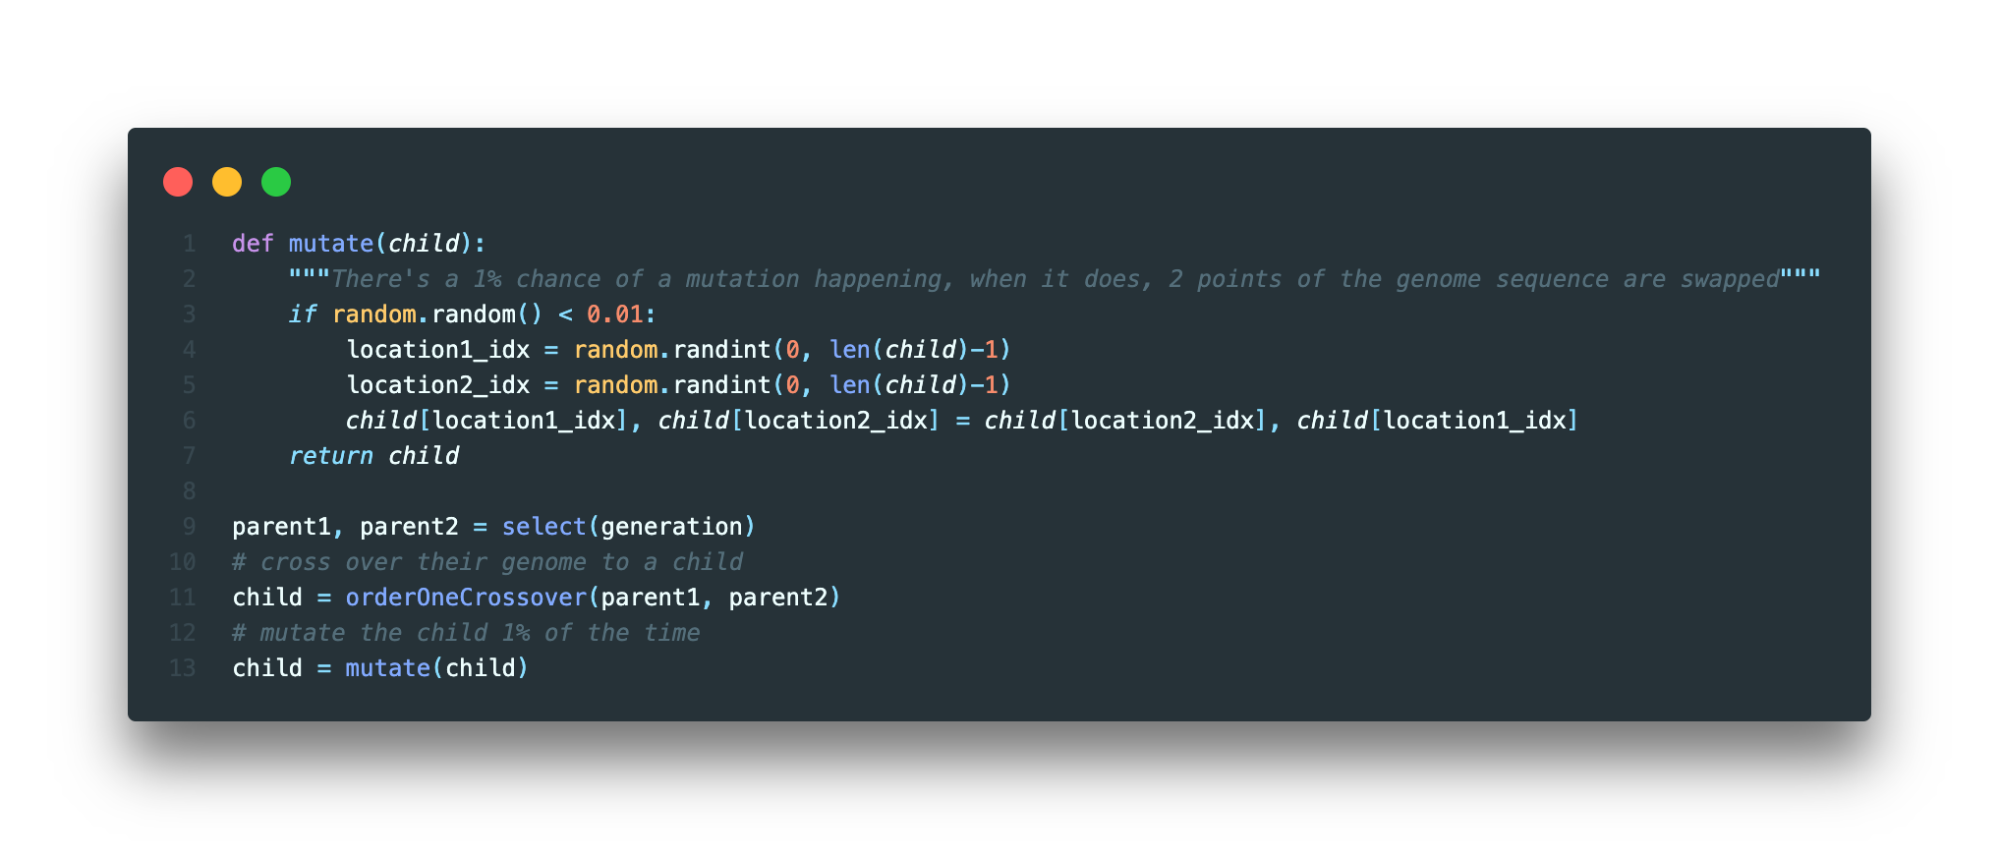 1 def mutate(child):
2     """There's a 1% chance of a mutation happening, when it does, 2 points of the genome sequence are swapped"""
3     if random.random() < 0.01:
4         location1_idx = random.randint(0, len(child)-1)
5         location2_idx = random.randint(0, len(child)-1)
6         child[location1_idx], child[location2_idx] = child[location2_idx], child[location1_idx]
7     return child
8
9 parent1, parent2 = select(generation)
10 # cross over their genome to a child
11 child = orderOneCrossover(parent1, parent2)
12 # mutate the child 1% of the time
13 child = mutate(child)